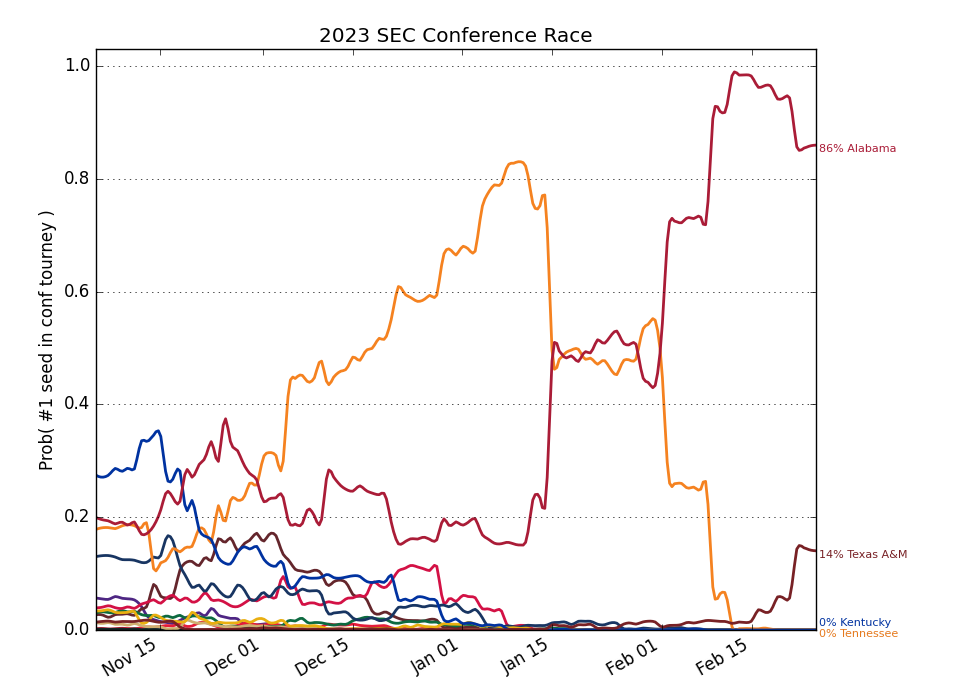 2023 SEC Conference Race
Prob( #1 seed in conf tourney )
1.0
0.8
0.6
0.4
0.2
0.0
86% Alabama
14% Texas A&M
0% Kentucky
0% Tennessee
Nov 15
Dec 01
Dec 15
Jan 01
Jan 15
Feb 01
Feb 15